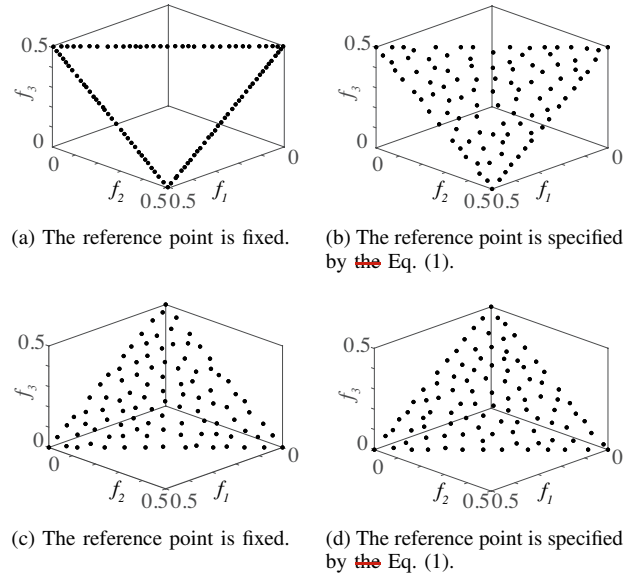 0.5
f3
0
0
f2
0.5 0.5
f1
0
(a) The reference point is fixed.
0.5
f3
0
0
f2
0.5 0.5
f1
0
(b) The reference point is specified
by the Eq. (1).
0.5
f3
0
0
f2
0.5 0.5
f1
0
(c) The reference point is fixed.
0.5
f3
0
0
f2
0.5 0.5
f1
0
(d) The reference point is specified
by the Eq. (1).